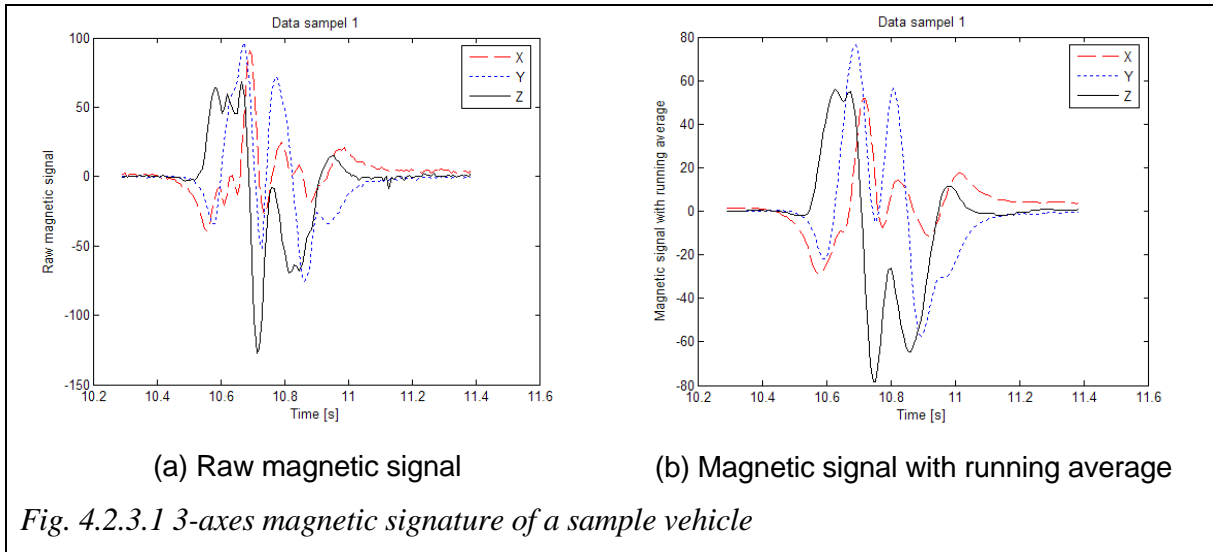 Data sampel 1
100
50
0
-50
-100
-150
Raw magnetic signal
X
Y
Z
10.2 10.4 10.6 10.8 11 11.2 11.4 11.6
Time [s]
(a) Raw magnetic signal
Data sampel 1
80
60
40
20
0
-20
-40
-60
-80
Magnetic signal with running average
X
Y
Z
10.2 10.4 10.6 10.8 11 11.2 11.4 11.6
Time [s]
(b) Magnetic signal with running average
Fig. 4.2.3.1 3-axes magnetic signature of a sample vehicle